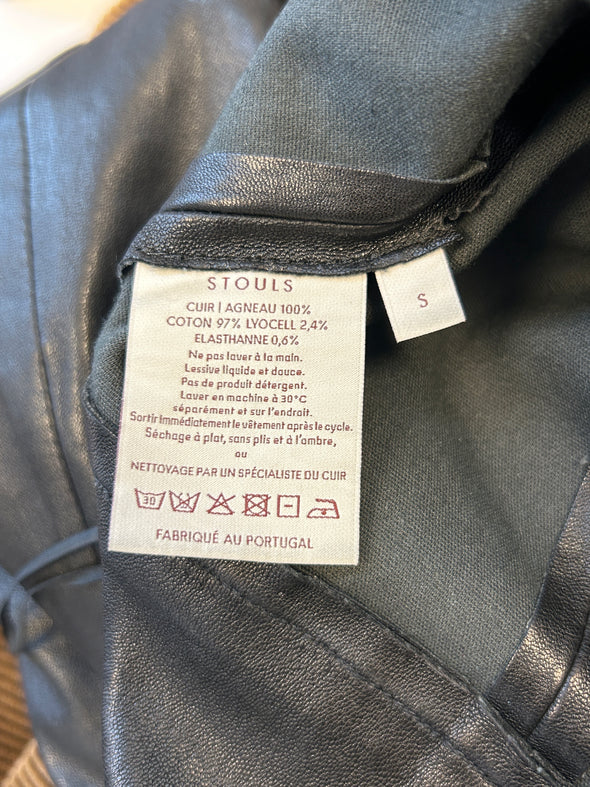 STOULS
CUIR | AGNEAU 100%
COTON 97% LYOCELL 2,4%
ELASTHANNE 0,6%
Ne pas laver à la main.
Lessive liquide et douce.
Pas de produit détergent.
Laver en machine à 30°C
séparément et sur l'endroit.
Sortir immédiatement le vêtement après le cycle.
Séchage à plat, sans plis et à l'ombre,
ou
NETTOYAGE PAR UN SPÉCIALISTE DU CUIR
30
FABRIQUÉ AU PORTUGAL
S